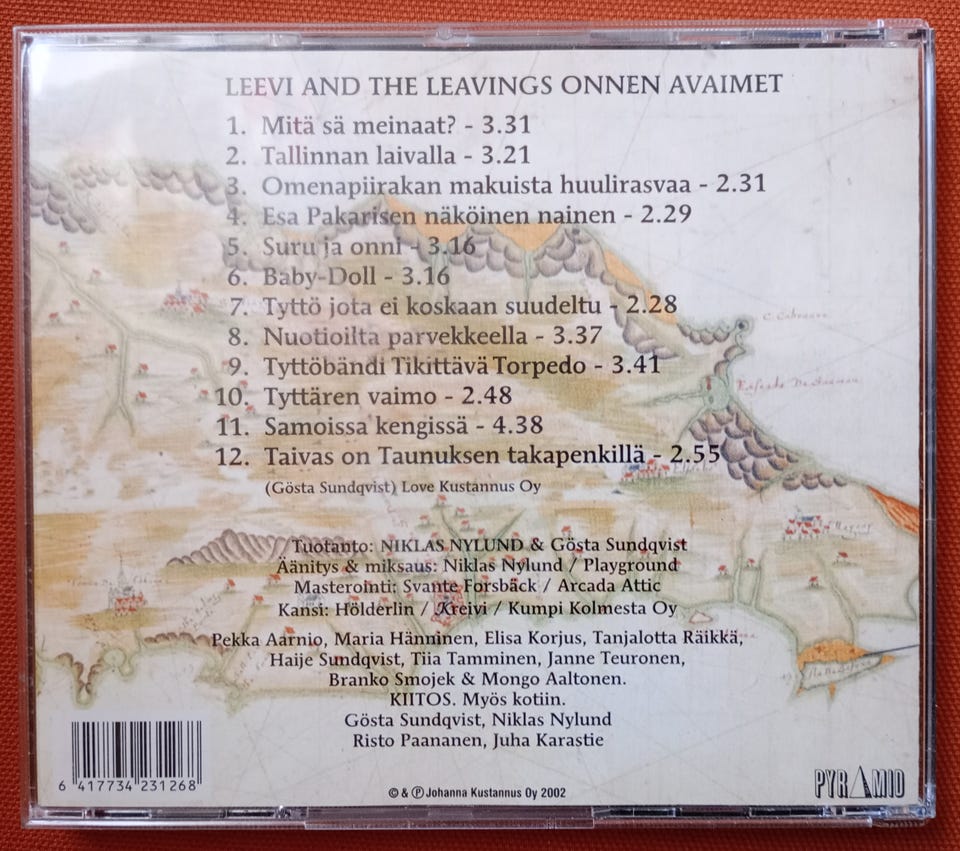 LEEVI AND THE LEAVINGS ONNEN AVAIMET
1. Mitä sä meinaat? - 3.31
2. Tallinnan laivalla - 3.21
3. Omenapiirakan makuista huulirasvaa - 2.31
4. Esa Pakarisen näköinen nainen - 2.29
5. Suru ja onni - 3.16
6. Baby-Doll - 3.16
7. Tyttö jota ei koskaan suudeltu - 2.28
8. Nuotioilta parvekkeella - 3.37
9. Tyttöbändi Tikittävä Torpedo - 3.41
10. Tyttären vaimo - 2.48
11. Samoissa kengissä - 4.38
12. Taivas on Taunuksen takapenkillä - 2.55
(Gösta Sundqvist) Love Kustannus Oy
Tuotanto: NIKLAS NYLUND & Gösta Sundqvist
Äänitys & miksaus: Niklas Nylund / Playground
Masterointi: Svante Forsbäck / Arcada Attic
Kansi: Hölderlin / Kreivi / Kumpi Kolmesta Oy
Pekka Aarnio, Maria Hänninen, Elisa Korjus, Tanjalotta Räikkä,
Haije Sundqvist, Tiia Tamminen, Janne Teuronen,
Branko Smojek & Mongo Aaltonen.
KIITOS. Myös kotiin.
Gösta Sundqvist, Niklas Nylund
Risto Paananen, Juha Karastie
6 417734 231268
© & ℗ Johanna Kustannus Oy 2002
PYRAMID